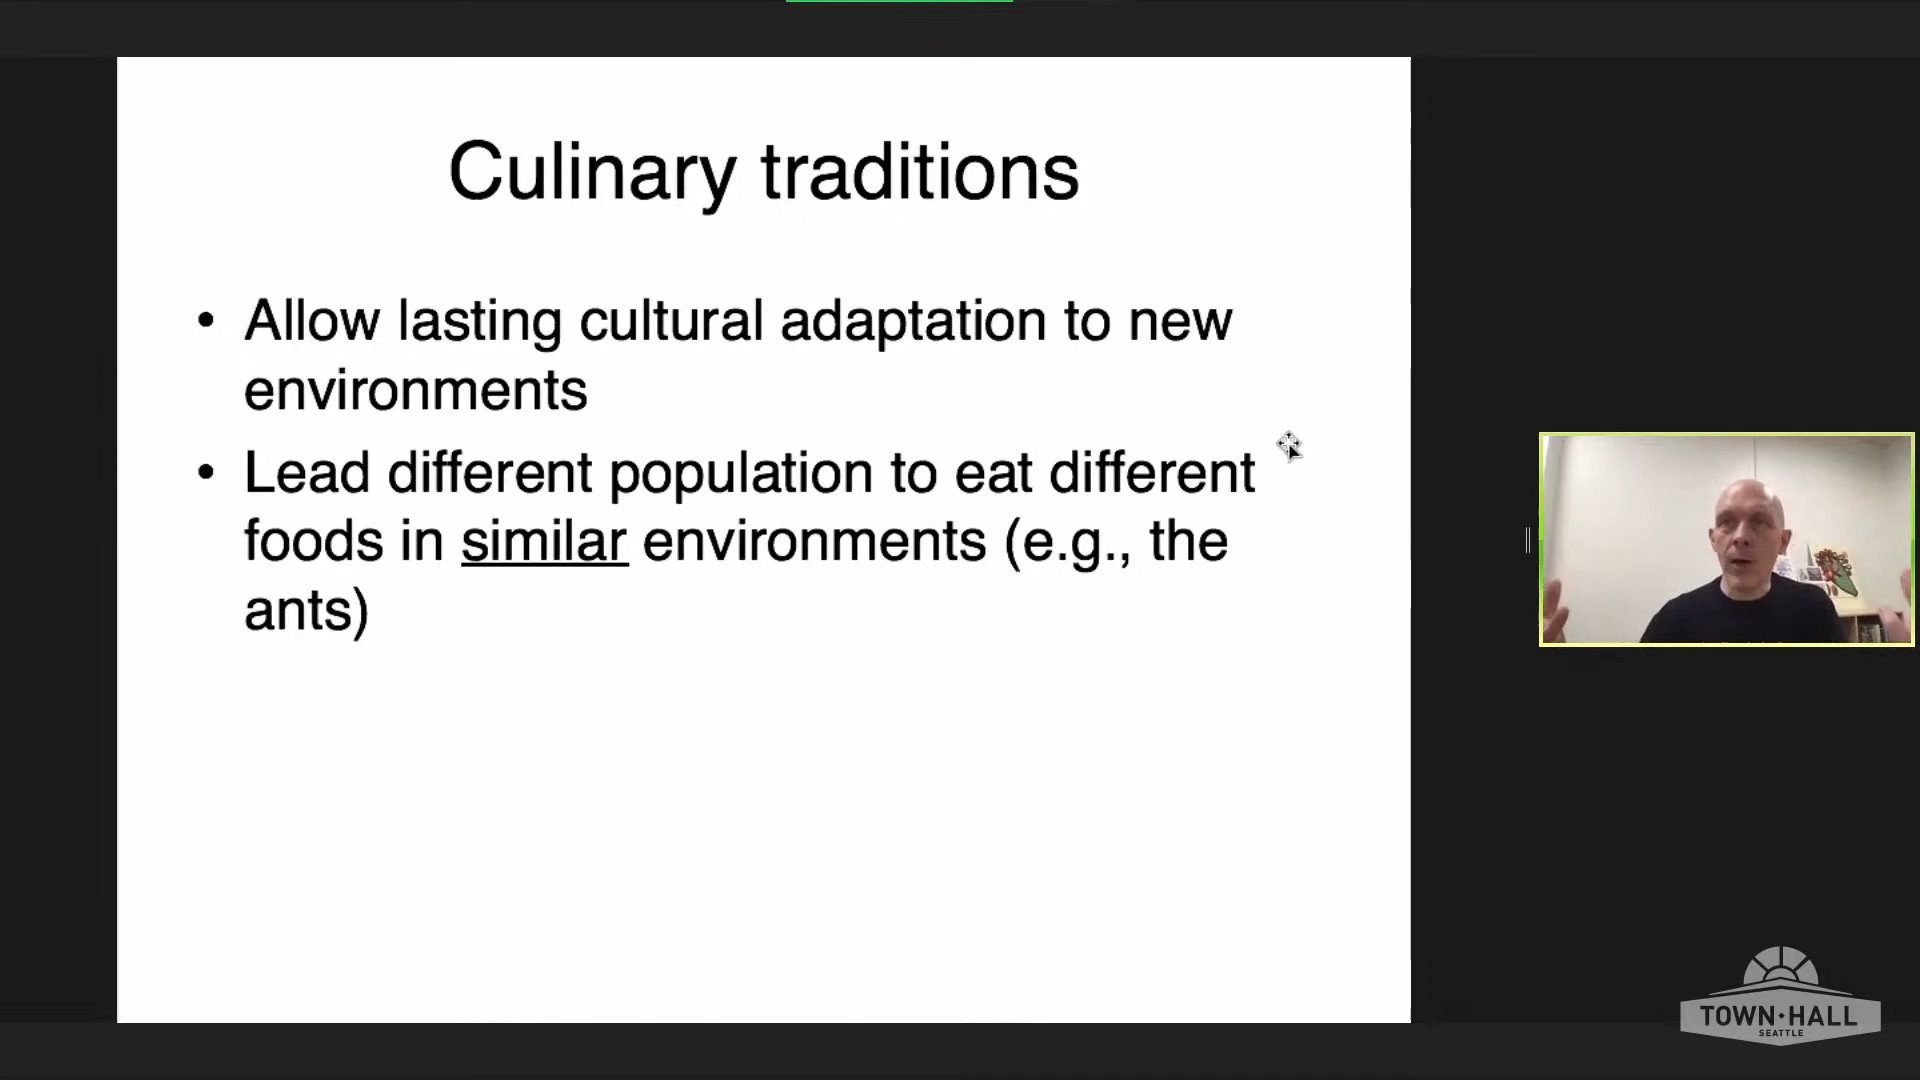 Culinary traditions
• Allow lasting cultural adaptation to new
environments
• Lead different population to eat different
foods in similar environments (e.g., the
ants)
TOWN·HALL
SEATTLE